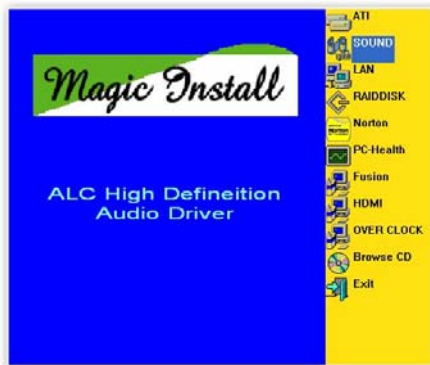 Magic Install
ALC High Defineition
Audio Driver
ATI
SOUND
LAN
RAIDDISK
Norton
PC-Health
Fusion
HDMI
OVER CLOCK
Browse CD
Exit